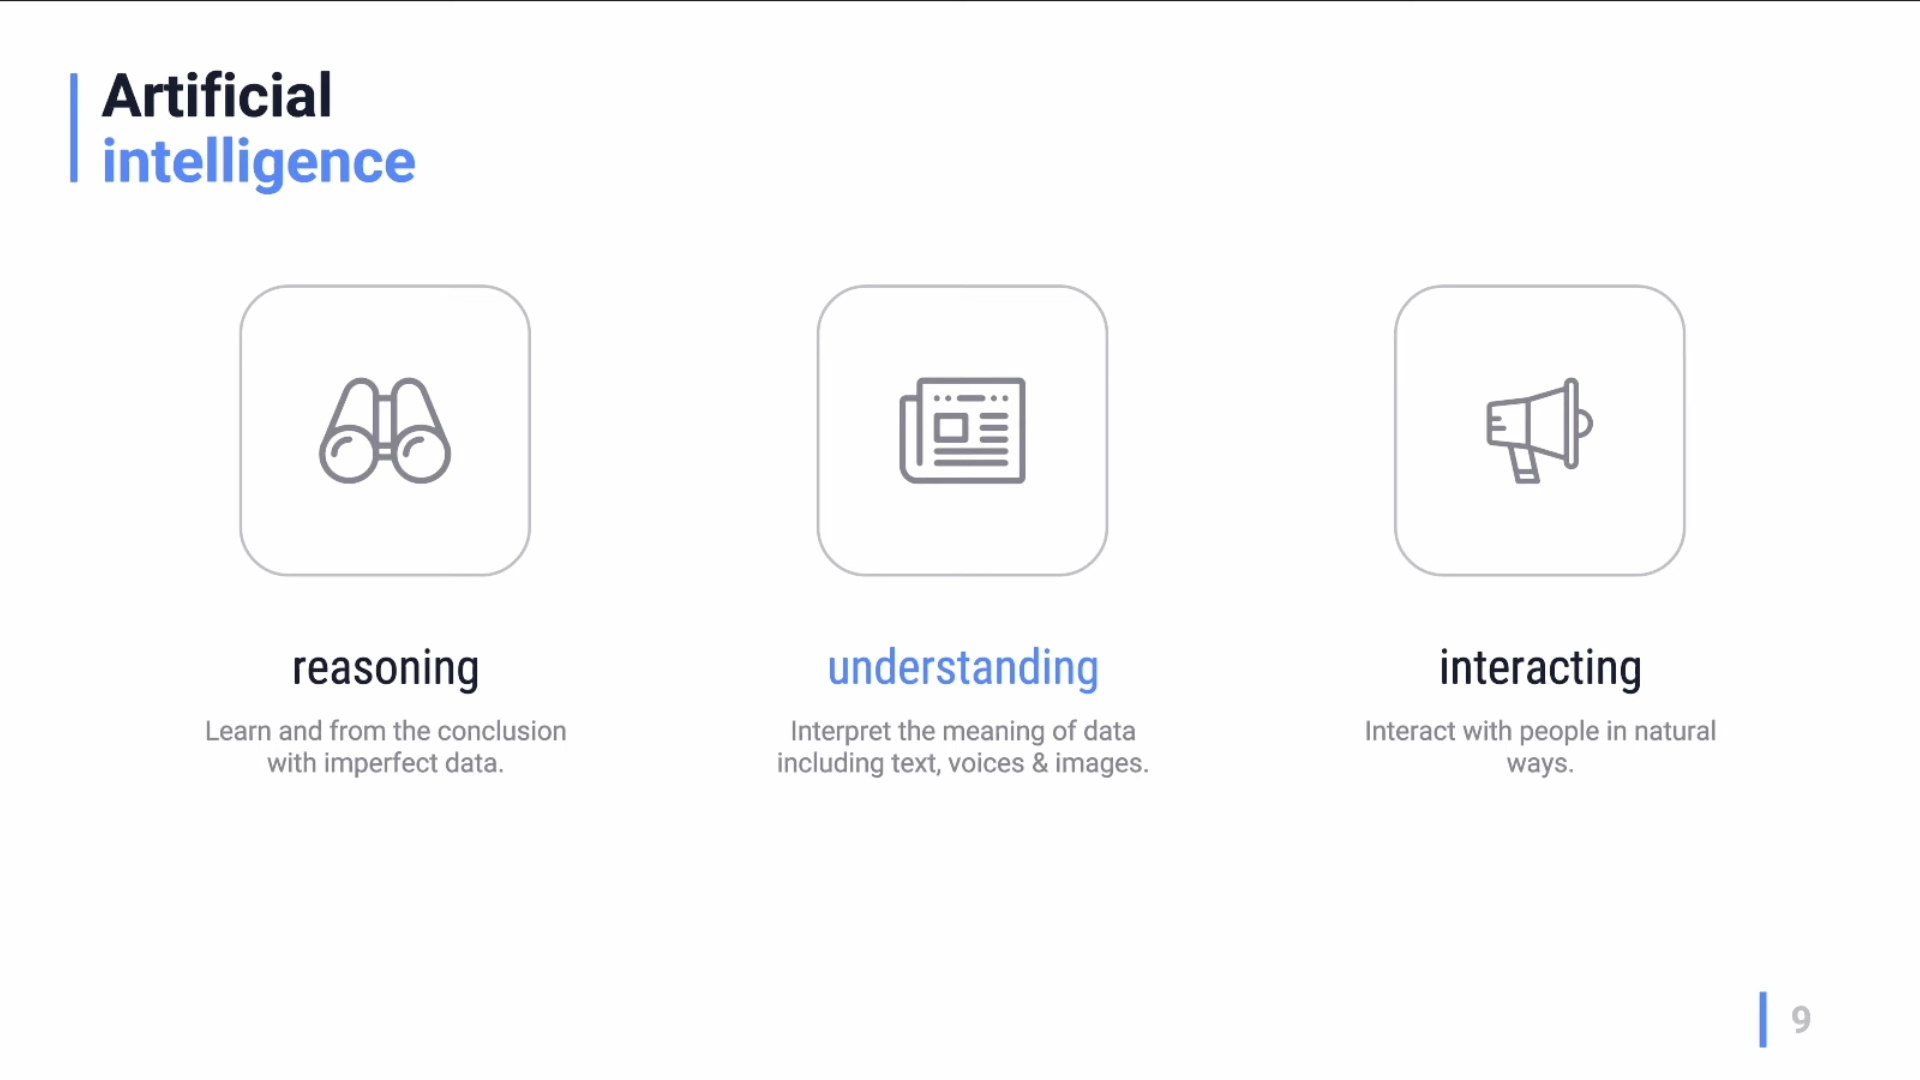 Artificial
intelligence
reasoning
Learn and from the conclusion
with imperfect data.
understanding
Interpret the meaning of data
including text, voices & images.
interacting
Interact with people in natural
ways.
9